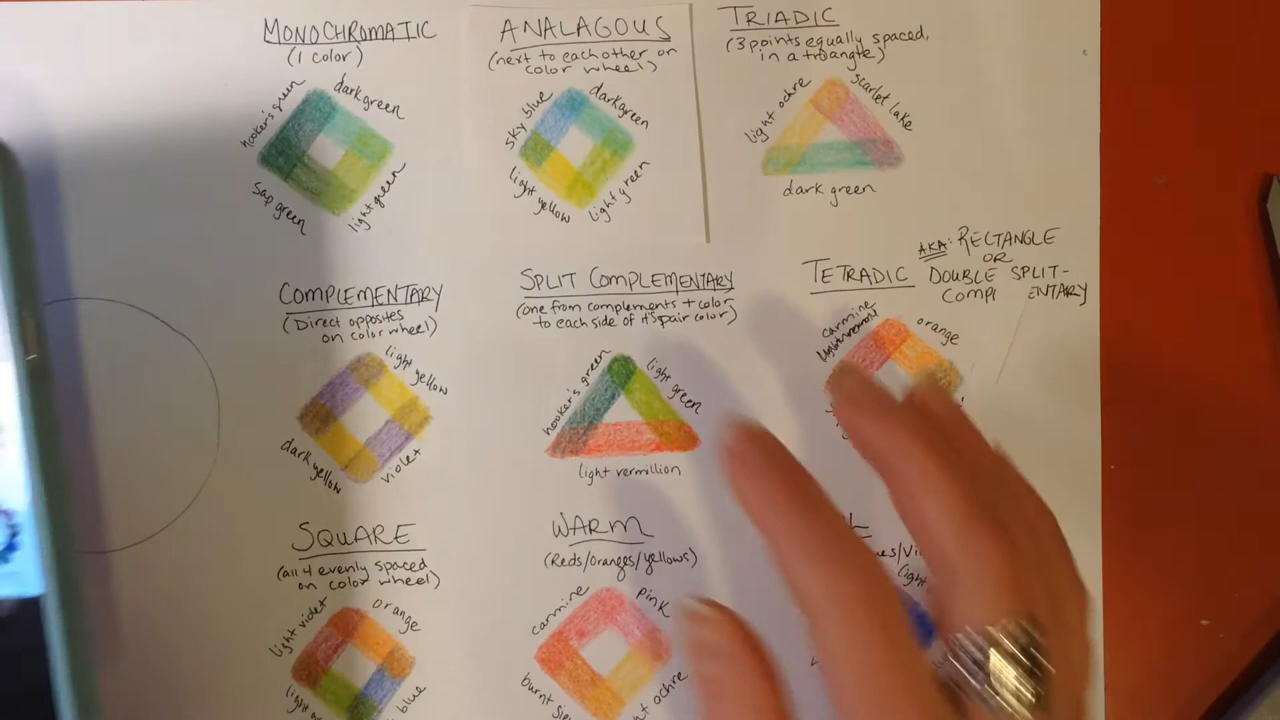 MONOCHROMATIC
(1 color)
hooker's green
dark green
sap green
light green
ANALAGOUS
(next to each other on
color wheel)
sky blue
dark green
light yellow
light green
TRIADIC
(3 points equally spaced,
in a triangle)
light ochre
scarlet lake
dark green
COMPLEMENTARY
(Direct opposites
on color wheel)
light yellow
dark yellow
violet
SPLIT COMPLEMENTARY
(one from complements + color
to each side of it's pair color)
hooker's green
light green
light vermillion
TETRADIC
AKA: RECTANGLE
OR
DOUBLE SPLIT-
COMPL ENTARY
carmine
orange
SQUARE
(all 4 evenly spaced
on color wheel)
light violet
orange
blue
WARM
(Reds/Oranges/yellows)
carmine
pink
burnt
ochre